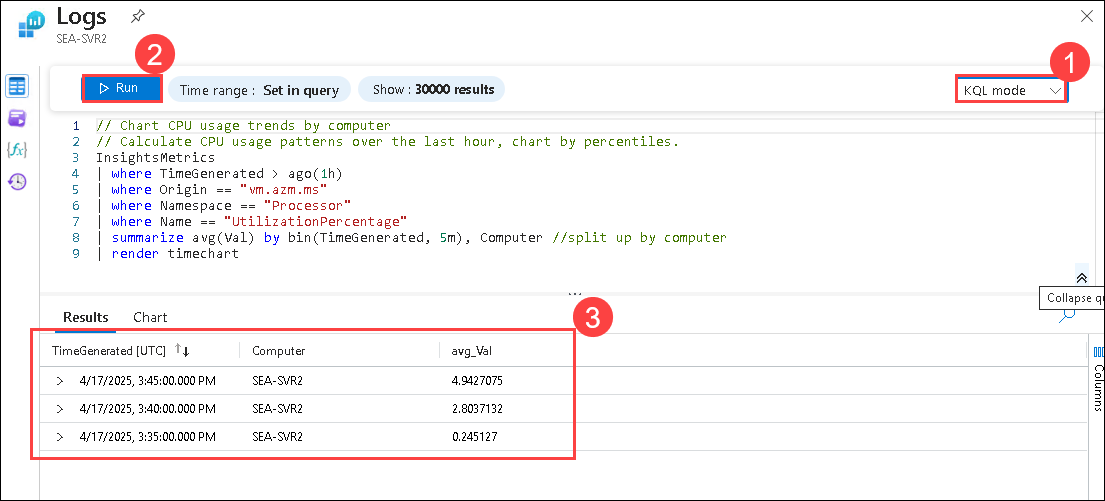 Logs
SEA-SVR2
2
1
Run
Time range : Set in query
Show : 30000 results
KQL mode
1 // Chart CPU usage trends by computer
2 // Calculate CPU usage patterns over the last hour, chart by percentiles.
3 InsightsMetrics
4 | where TimeGenerated > ago(1h)
5 | where Origin == "vm.azm.ms"
6 | where Namespace == "Processor"
7 | where Name == "UtilizationPercentage"
8 | summarize avg(Val) by bin(TimeGenerated, 5m), Computer //split up by computer
9 | render timechart
{fx}
...
Collapse qu
Results Chart
3
TimeGenerated [UTC] Computer avg_Val
4/17/2025, 3:45:00.000 PM SEA-SVR2 4.9427075
4/17/2025, 3:40:00.000 PM SEA-SVR2 2.8037132
4/17/2025, 3:35:00.000 PM SEA-SVR2 0.245127
Columns